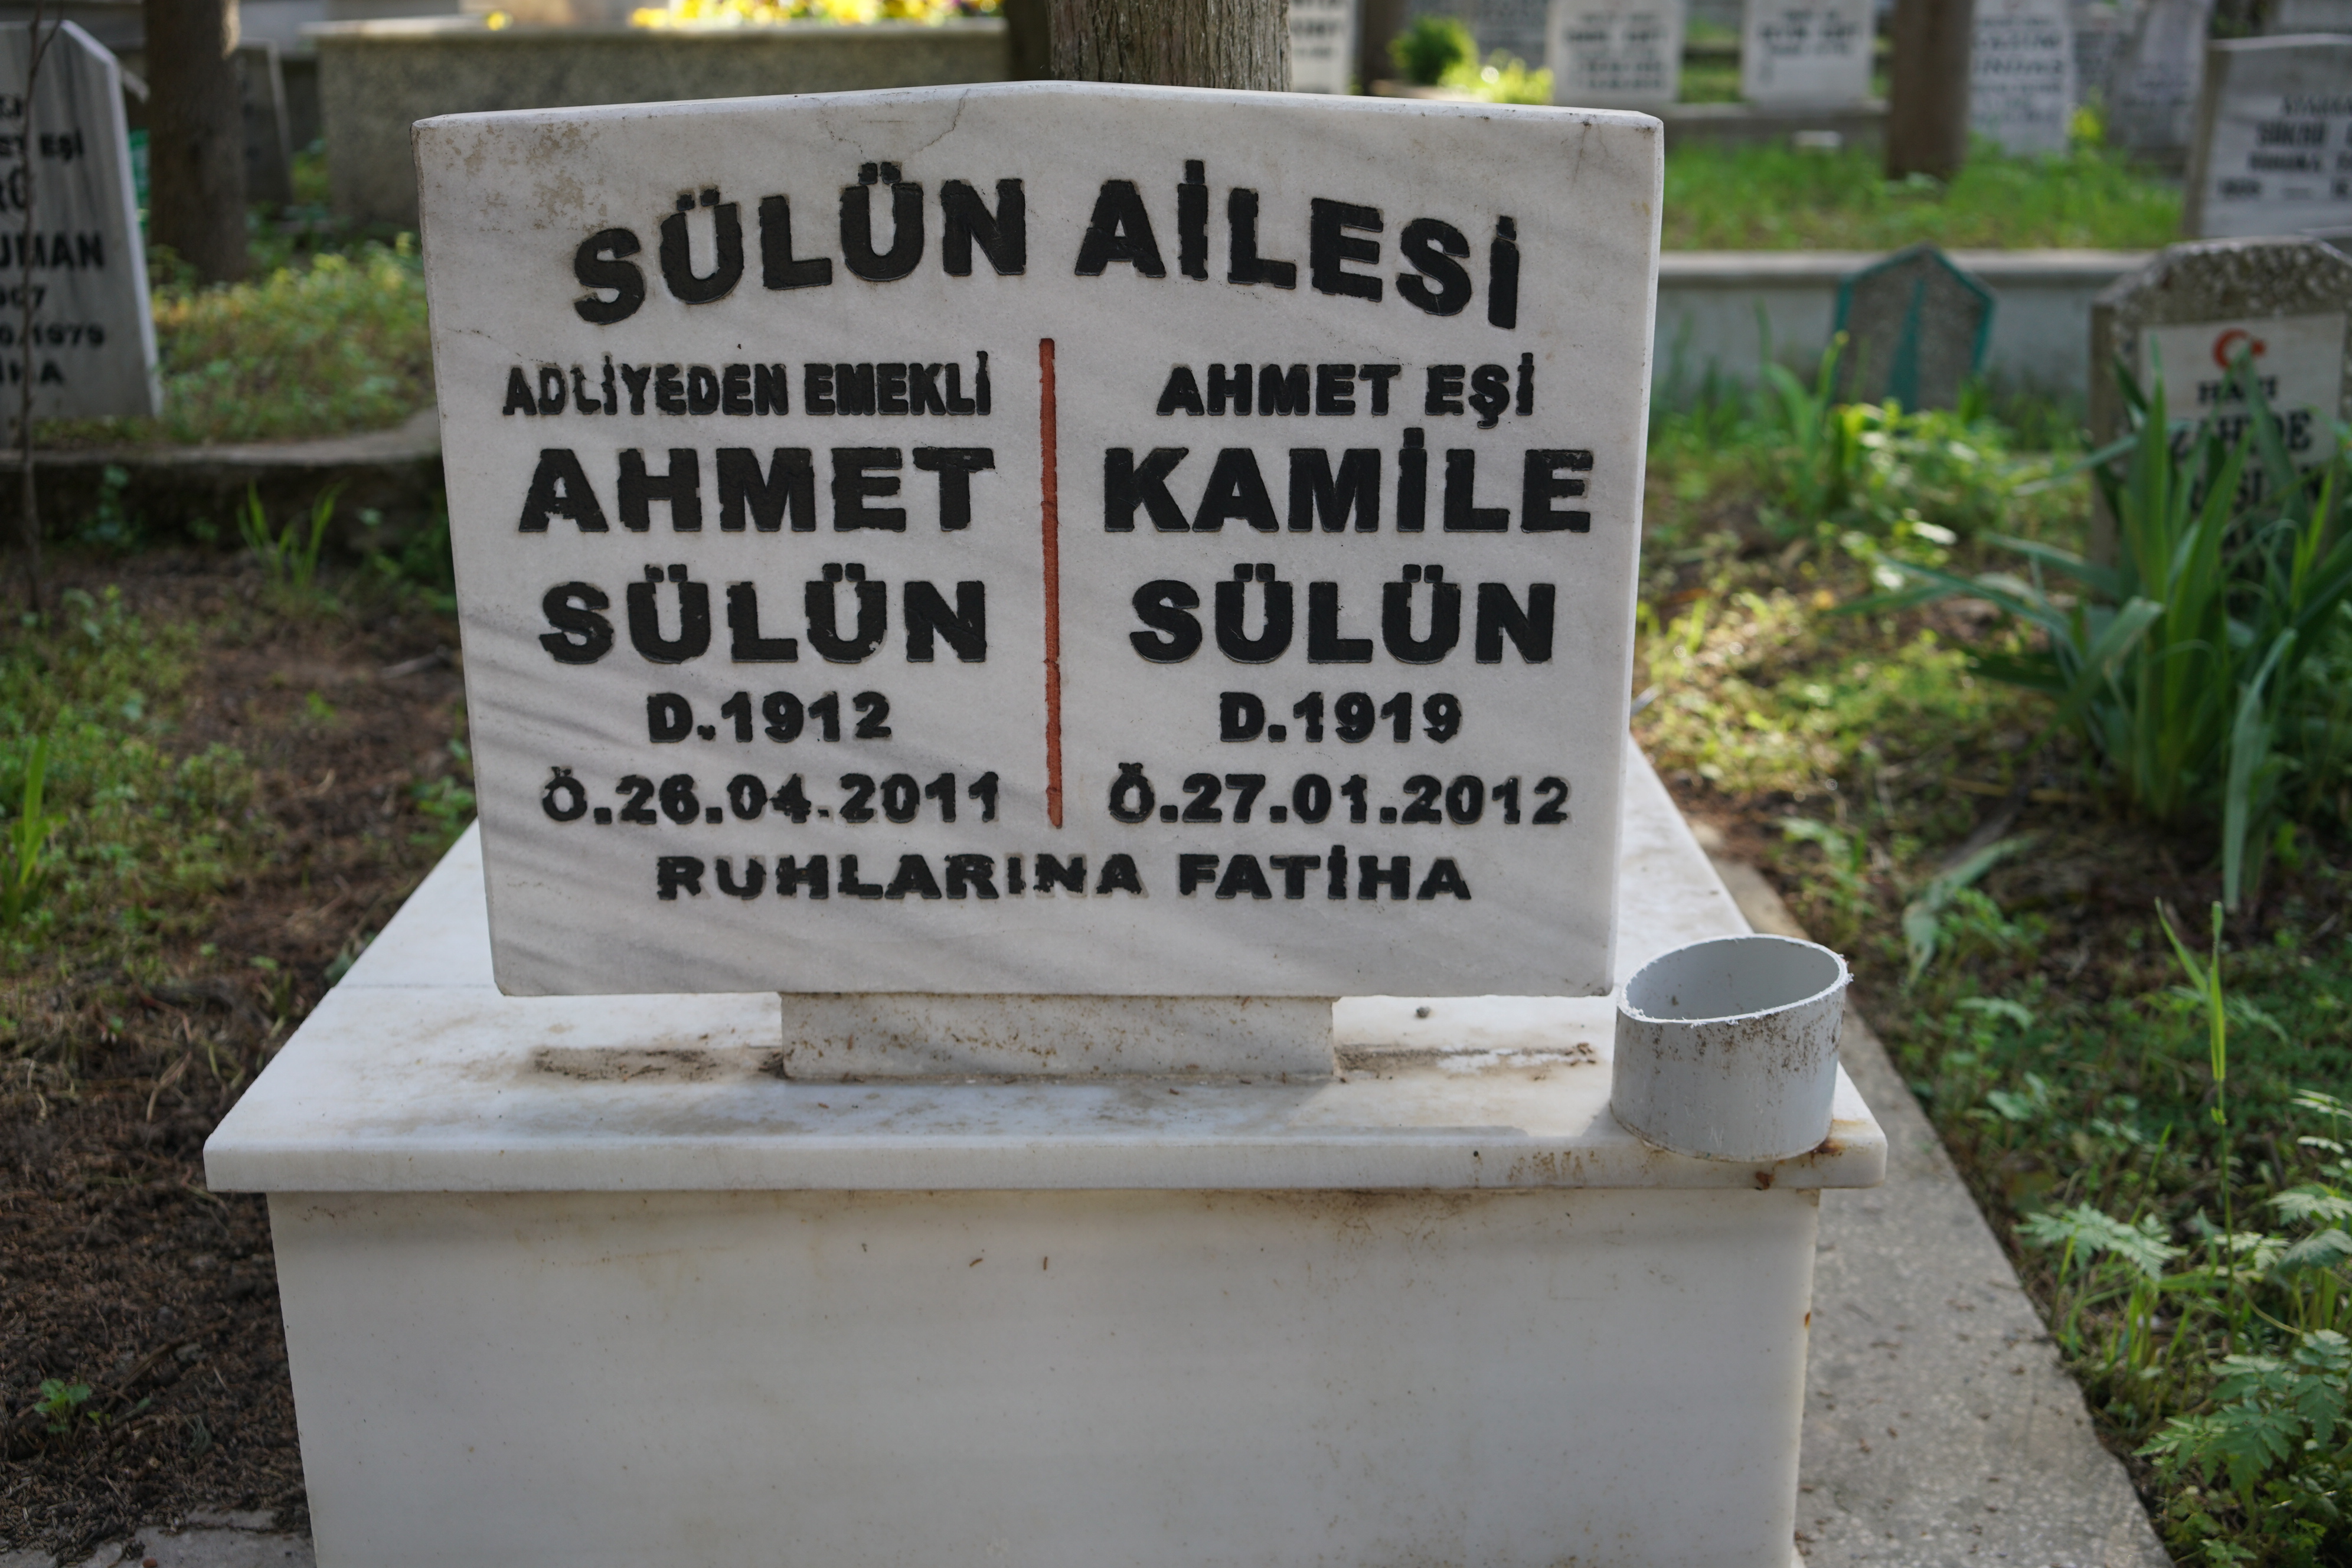 SÜLÜN AİLESİ
ADLİYEDEN EMEKLİ
AHMET
SÜLÜN
D.1912
Ö.26.04.2011
AHMET EŞİ
KAMİLE
SÜLÜN
D.1919
Ö.27.01.2012
RUHLARINA FATİHA
EŞİ